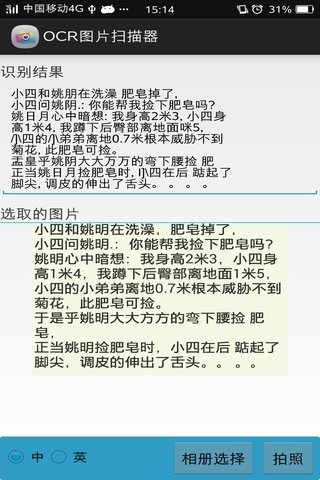 中国移动4G
15:14
31%
OCR图片扫描器
识别结果
小四和姚朋在洗澡 肥皂掉了,
小四问姚阴.: 你能帮我捡下肥皂吗?
姚日月心中暗想: 我身高2米3, 小四身
高1米4, 我蹲下后臀部离地面咪5,
/|\四的/|\弟弟离地0.7米根本威胁不到
菊花, 此肥皂可捡。
孟皇乎姚阴大大万万的弯下腰捡 肥
正当姚日月捡肥皂时, I|\四在后 踮起了
脚尖, 调皮的伸出了舌头。。。。
选取的图片
小四和姚明在洗澡，肥皂掉了，
小四问姚明.：你能帮我捡下肥皂吗?
姚明心中暗想：我身高2米3，小四身
高1米4，我蹲下后臀部离地面1米5，
小四的小弟弟离地0.7米根本威胁不到
菊花，此肥皂可捡。
于是乎姚明大大方方的弯下腰捡 肥
皂，
正当姚明捡肥皂时，小四在后 踮起了
脚尖，调皮的伸出了舌头。。。。
中 英 相册选择 拍照